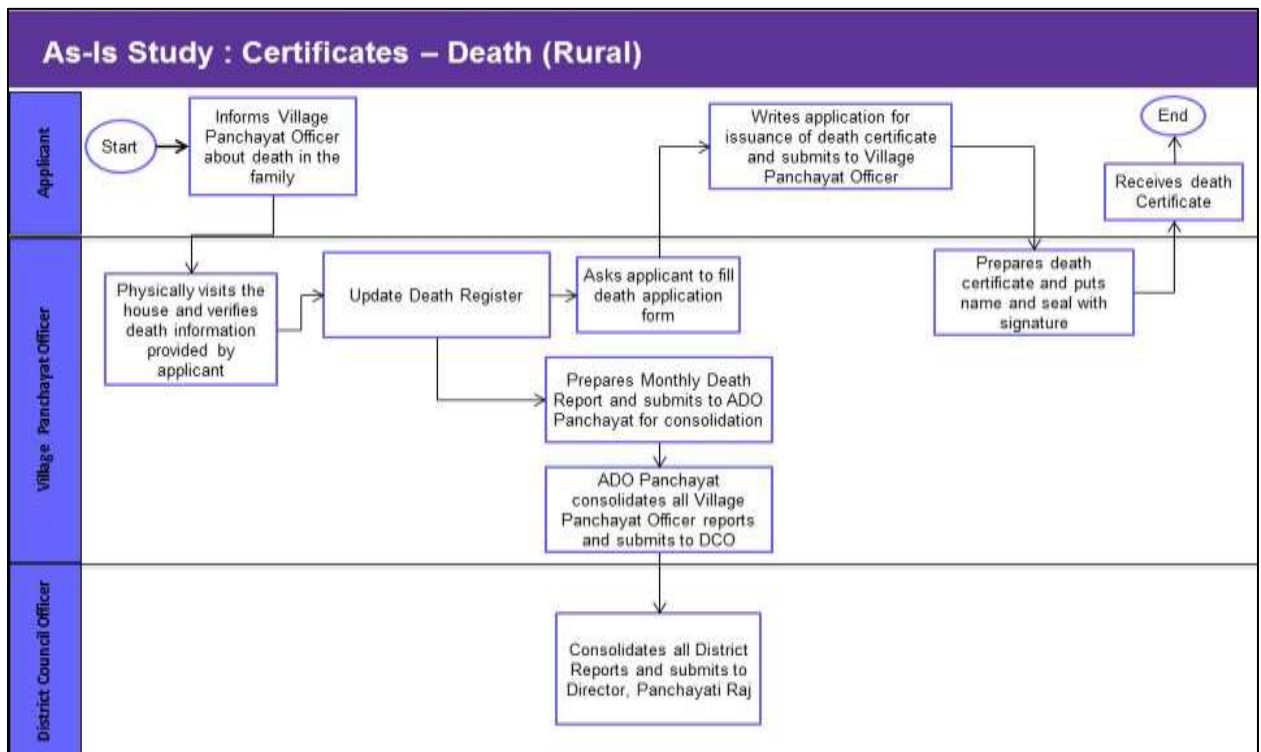 As-Is Study : Certificates – Death (Rural)
Applicant
Start
Informs Village
Panchayat Officer
about death in the
family
Writes application for
issuance of death certificate
and submits to Village
Panchayat Officer
End
Receives death
Certificate
Village Panchayat Officer
Physically visits the
house and verifies
death information
provided by
applicant
Update Death Register
Asks applicant to fill
death application
form
Prepares death
certificate and puts
name and seal with
signature
Prepares Monthly Death
Report and submits to ADO
Panchayat for consolidation
ADO Panchayat
consolidates all Village
Panchayat Officer reports
and submits to DCO
District Council Officer
Consolidates all District
Reports and submits to
Director, Panchayati Raj